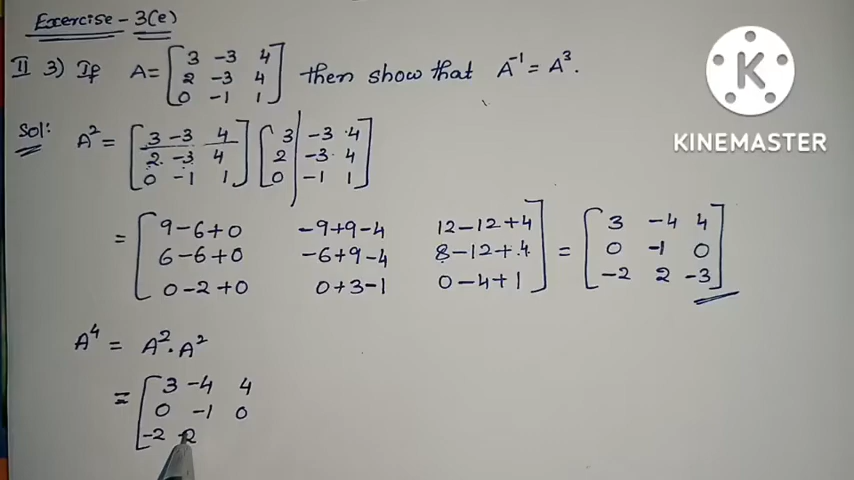 Exercise - 3(e)
II 3) If A = [3 -3 4 then show that A⁻¹ = A³.
2 -3 4
0 -1 1]
Sol: A² = [3 -3 4 [3 -3 4
2 -3 4 2 -3 4
0 -1 1] 0 -1 1]
= [9-6+0 -9+9-4 12-12+4 = [3 -4 4
6-6+0 -6+9-4 8-12+4 0 -1 0
0-2+0 0+3-1 0-4+1] -2 2 -3]
A⁴ = A².A²
= [3 -4 4
0 -1 0
-2 2
K
KINEMASTER